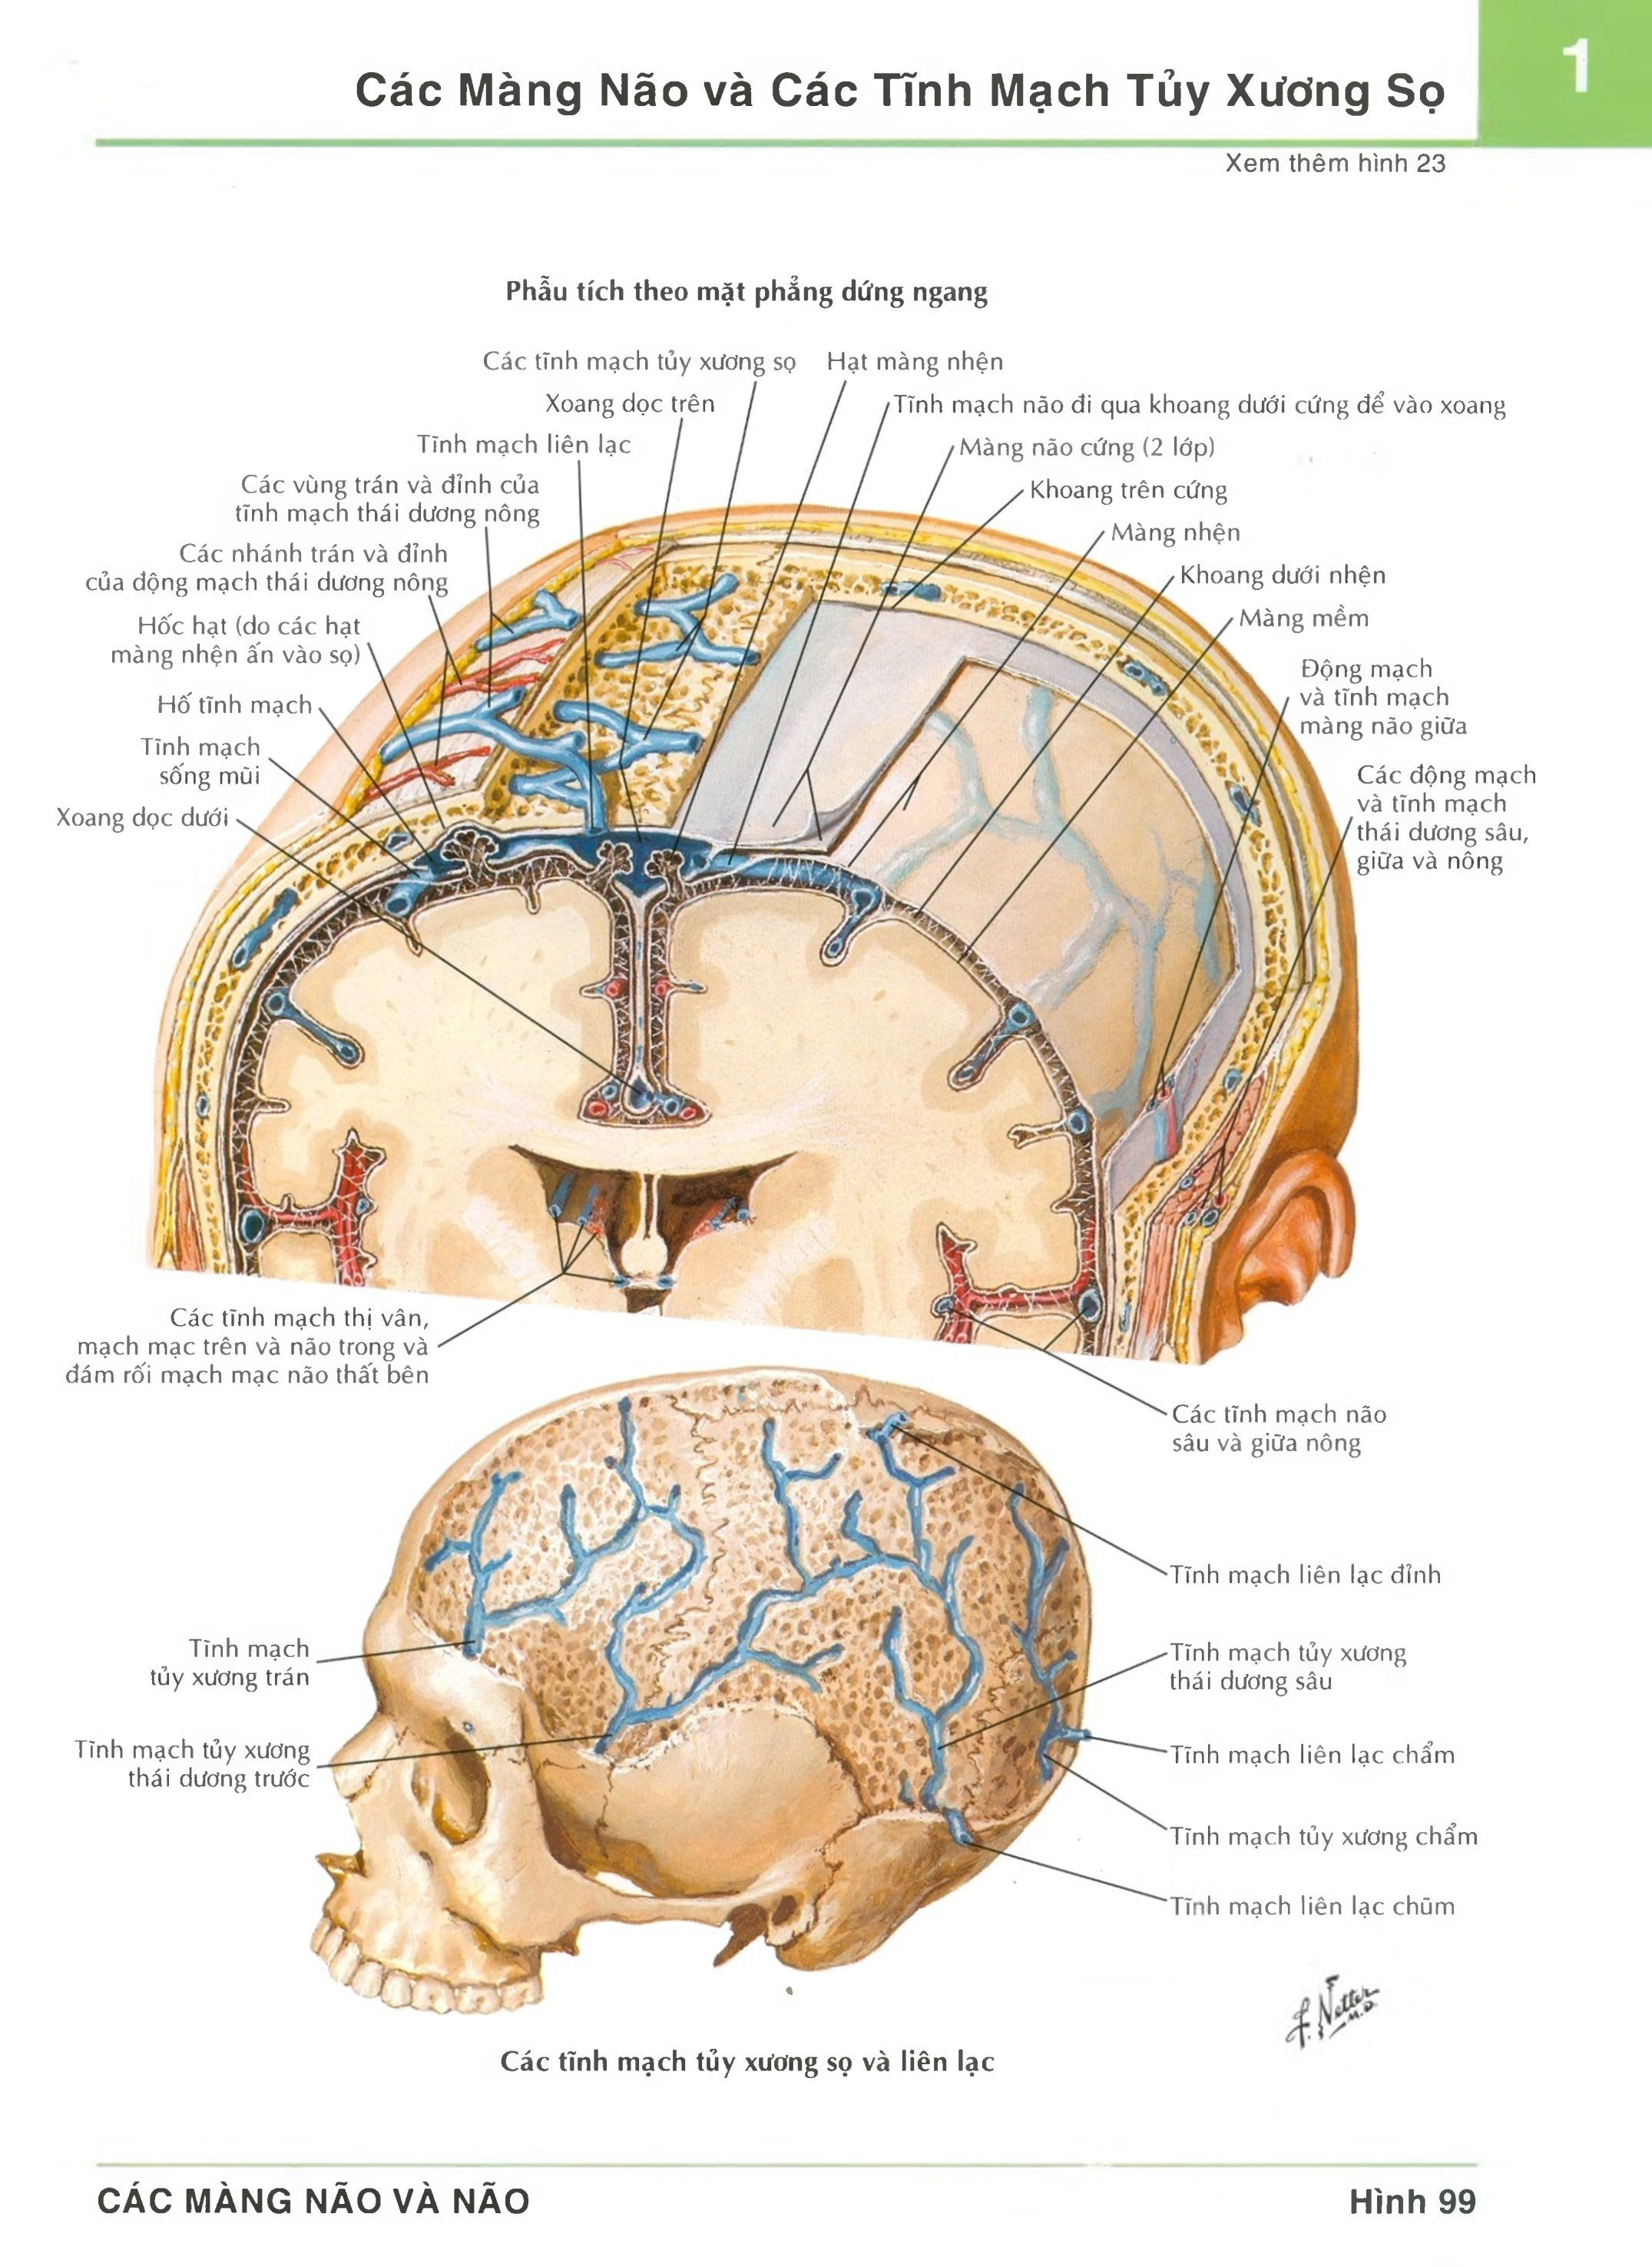 1
Các Màng Não và Các Tĩnh Mạch Tủy Xương Sọ
Xem thêm hình 23
Phẫu tích theo mặt phẳng dứng ngang
Các tĩnh mạch tủy xương sọ
Hạt màng nhện
Xoang dọc trên
Tĩnh mạch não đi qua khoang dưới cứng để vào xoang
Tĩnh mạch liên lạc
Màng não cứng (2 lớp)
Các vùng trán và đỉnh của
tĩnh mạch thái dương nông
Khoang trên cứng
Màng nhện
Các nhánh trán và đỉnh
của động mạch thái dương nông
Khoang dưới nhện
Hốc hạt (do các hạt
màng nhện ấn vào sọ)
Màng mềm
Hố tĩnh mạch
Động mạch
và tĩnh mạch
màng não giữa
Tĩnh mạch
sống mũi
Các động mạch
và tĩnh mạch
thái dương sâu,
giữa và nông
Xoang dọc dưới
Các tĩnh mạch thị vân,
mạch mạc trên và não trong và
đám rối mạch mạc não thất bên
Các tĩnh mạch não
sâu và giữa nông
Tĩnh mạch liên lạc đỉnh
Tĩnh mạch
tủy xương trán
Tĩnh mạch tủy xương
thái dương sâu
Tĩnh mạch tủy xương
thái dương trước
Tĩnh mạch liên lạc chẩm
Tĩnh mạch tủy xương chẩm
Tĩnh mạch liên lạc chũm
F. Netter
M.D.
Các tĩnh mạch tủy xương sọ và liên lạc
CÁC MÀNG NÃO VÀ NÃO
Hình 99